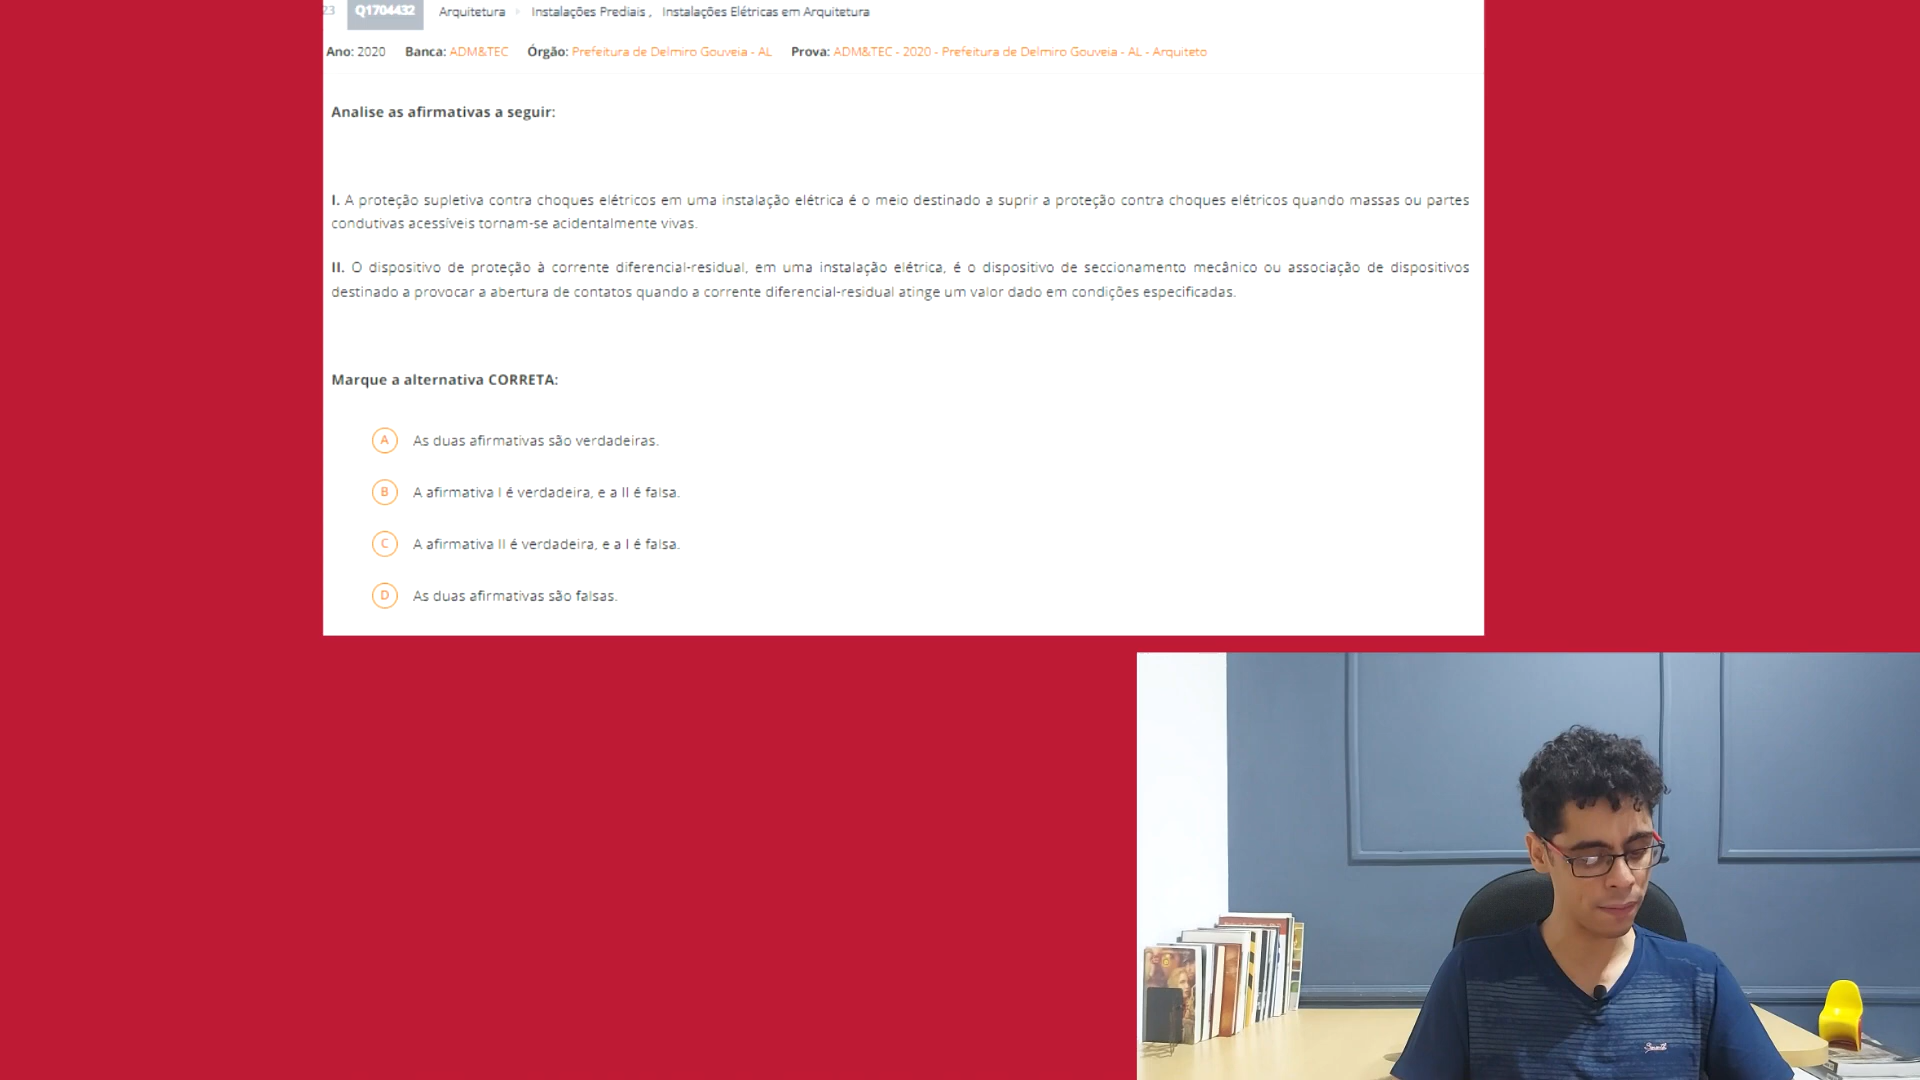 23 Q1704432 Arquitetura > Instalações Prediais , Instalações Elétricas em Arquitetura
Ano: 2020 Banca: ADM&TEC Órgão: Prefeitura de Delmiro Gouveia - AL Prova: ADM&TEC - 2020 - Prefeitura de Delmiro Gouveia - AL - Arquiteto
Analise as afirmativas a seguir:
I. A proteção supletiva contra choques elétricos em uma instalação elétrica é o meio destinado a suprir a proteção contra choques elétricos quando massas ou partes
condutivas acessíveis tornam-se acidentalmente vivas.
II. O dispositivo de proteção à corrente diferencial-residual, em uma instalação elétrica, é o dispositivo de seccionamento mecânico ou associação de dispositivos
destinado a provocar a abertura de contatos quando a corrente diferencial-residual atinge um valor dado em condições especificadas.
Marque a alternativa CORRETA:
A As duas afirmativas são verdadeiras.
B A afirmativa I é verdadeira, e a II é falsa.
C A afirmativa II é verdadeira, e a I é falsa.
D As duas afirmativas são falsas.